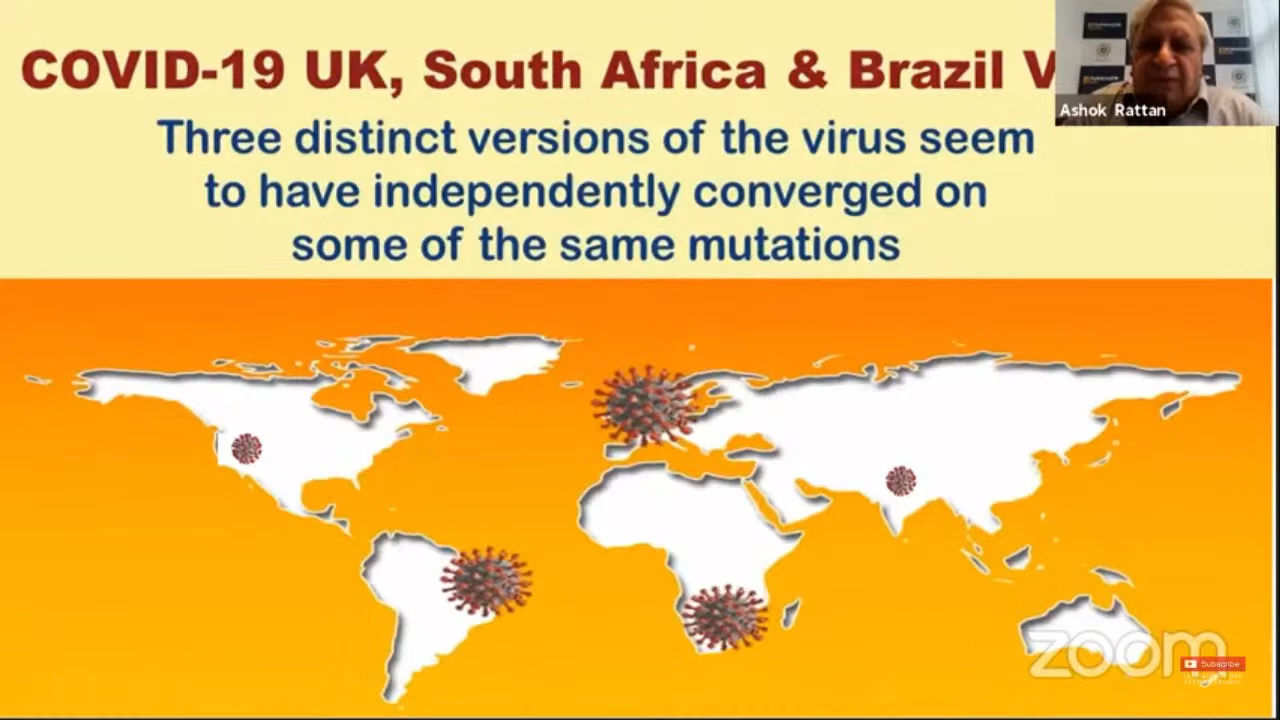 COVID-19 UK, South Africa & Brazil V
Three distinct versions of the virus seem
to have independently converged on
some of the same mutations
Ashok Rattan
zoom
Subscribe